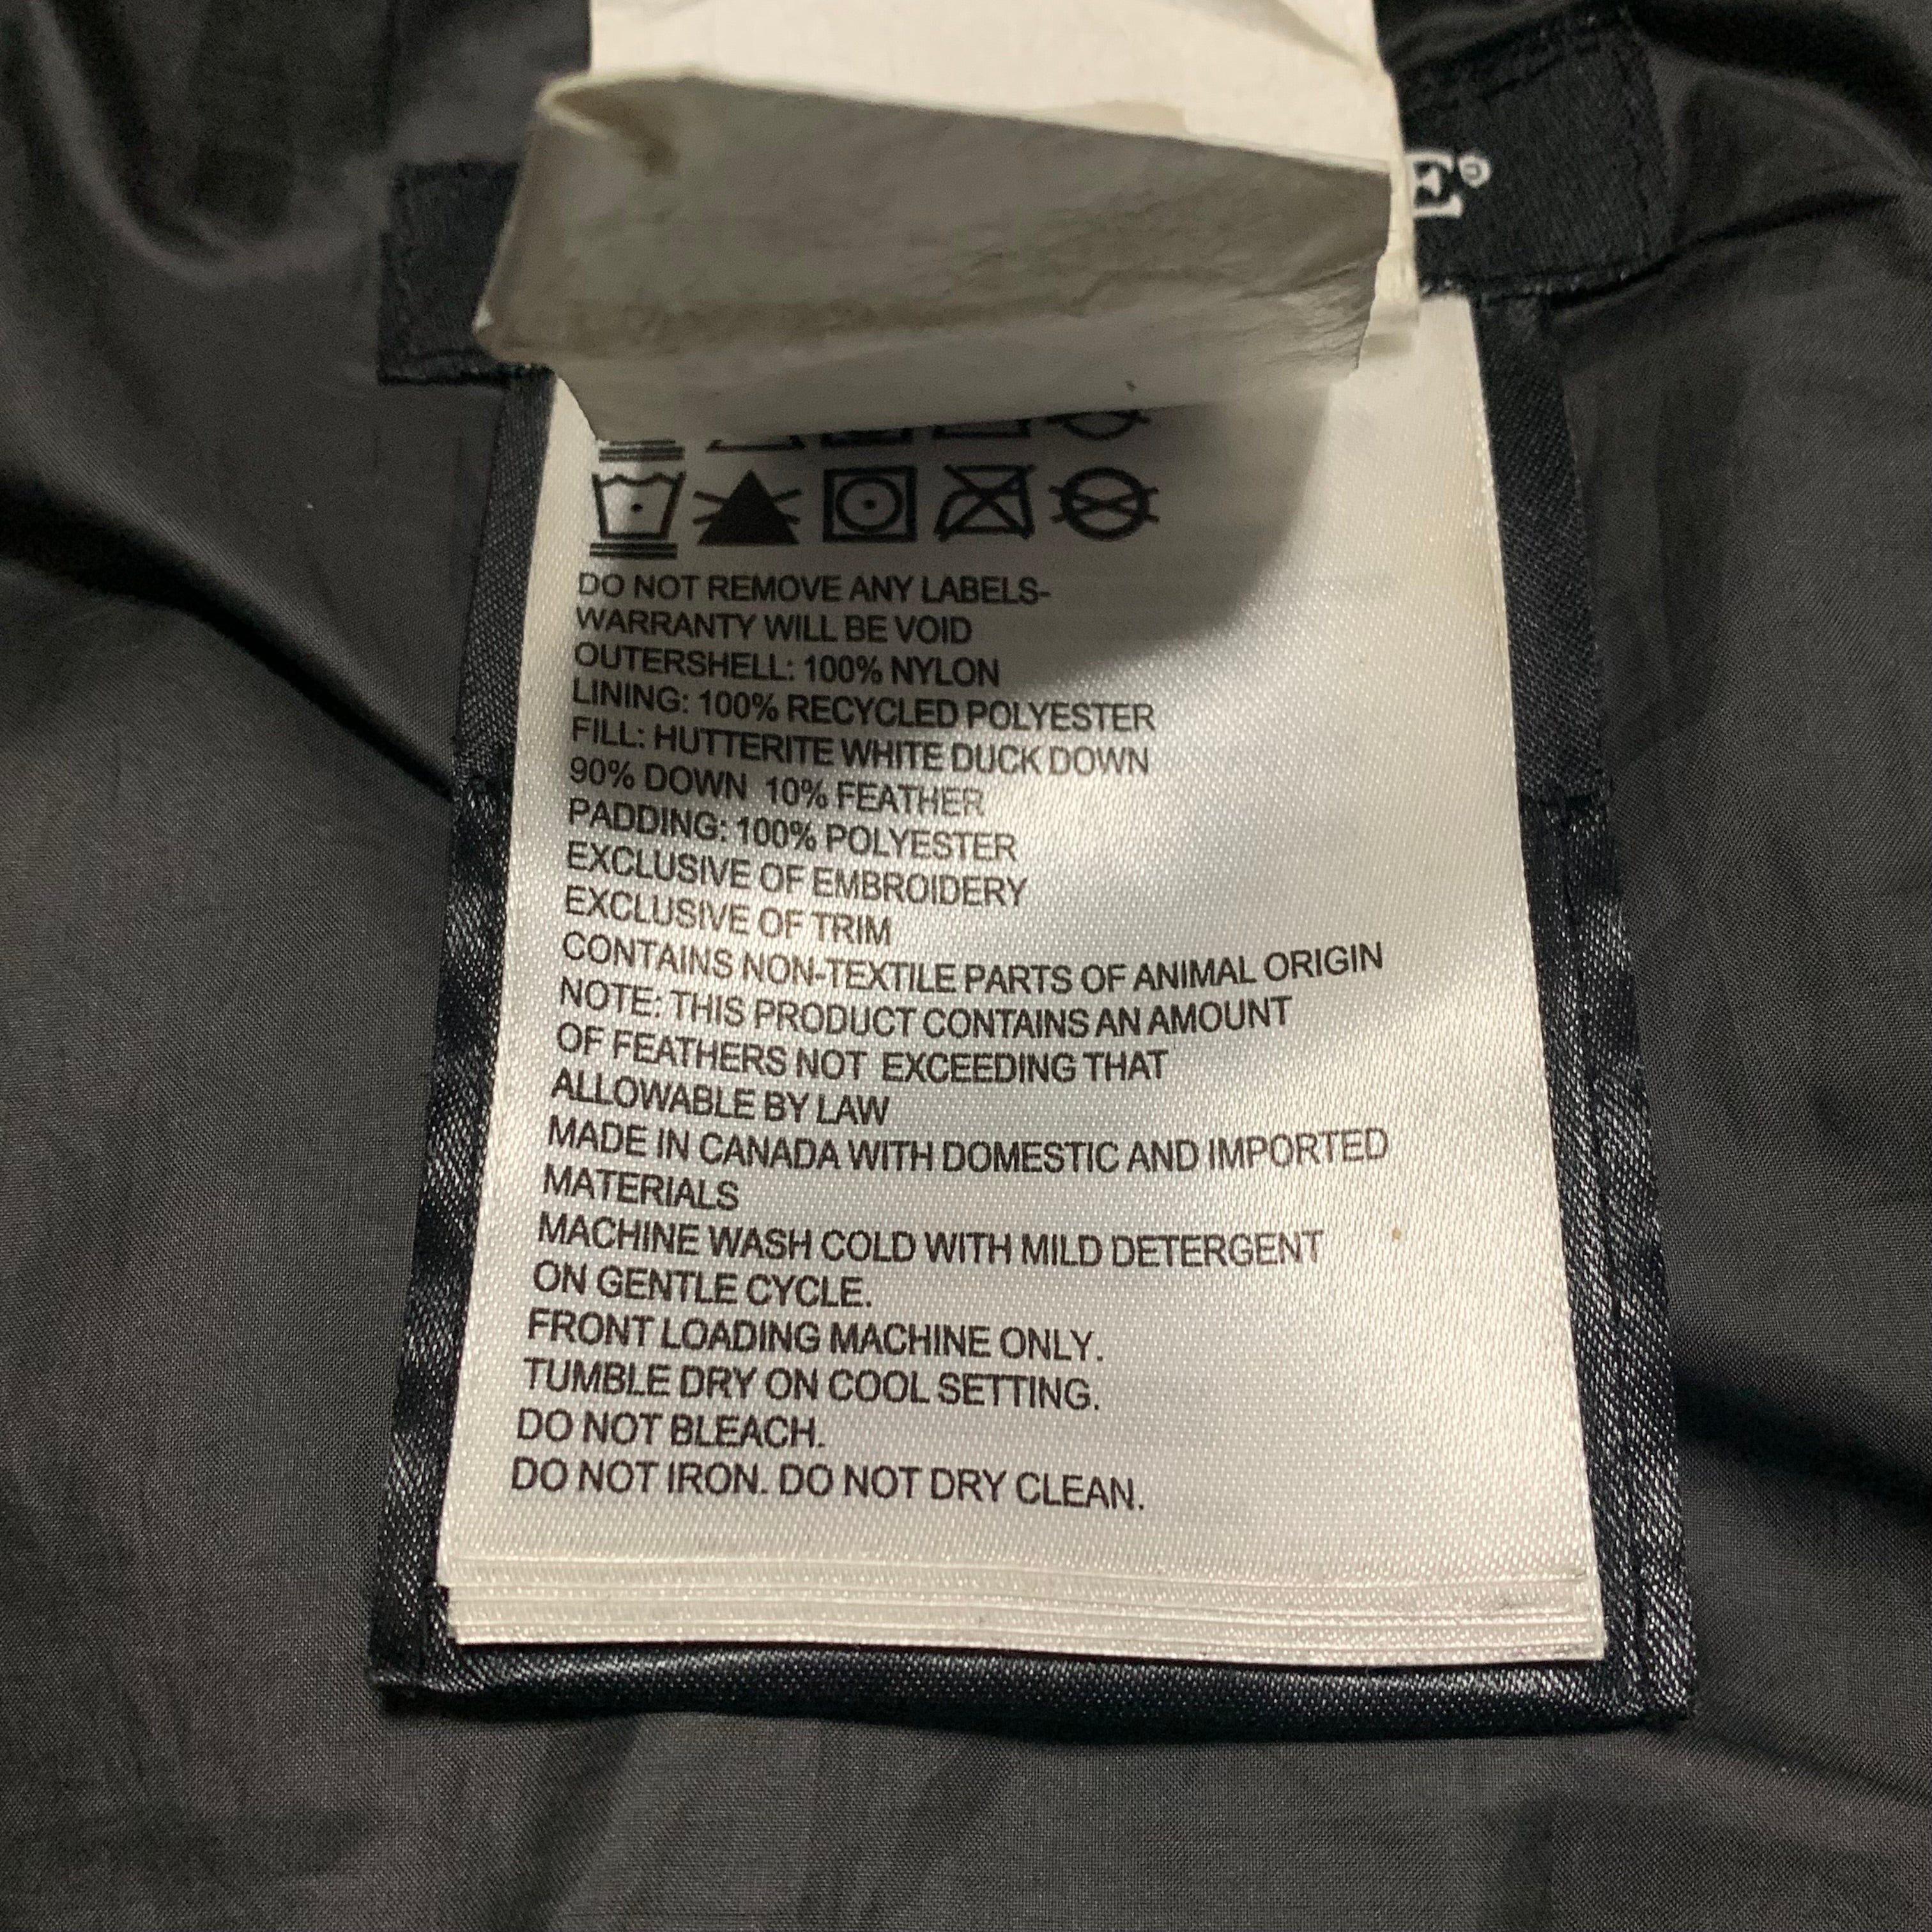 DO NOT REMOVE ANY LABELS-
WARRANTY WILL BE VOID
OUTERSHELL: 100% NYLON
LINING: 100% RECYCLED POLYESTER
FILL: HUTTERITE WHITE DUCK DOWN
90% DOWN 10% FEATHER
PADDING: 100% POLYESTER
EXCLUSIVE OF EMBROIDERY
EXCLUSIVE OF TRIM
CONTAINS NON-TEXTILE PARTS OF ANIMAL ORIGIN
NOTE: THIS PRODUCT CONTAINS AN AMOUNT
OF FEATHERS NOT EXCEEDING THAT
ALLOWABLE BY LAW
MADE IN CANADA WITH DOMESTIC AND IMPORTED
MATERIALS
MACHINE WASH COLD WITH MILD DETERGENT
ON GENTLE CYCLE.
FRONT LOADING MACHINE ONLY.
TUMBLE DRY ON COOL SETTING.
DO NOT BLEACH.
DO NOT IRON. DO NOT DRY CLEAN.